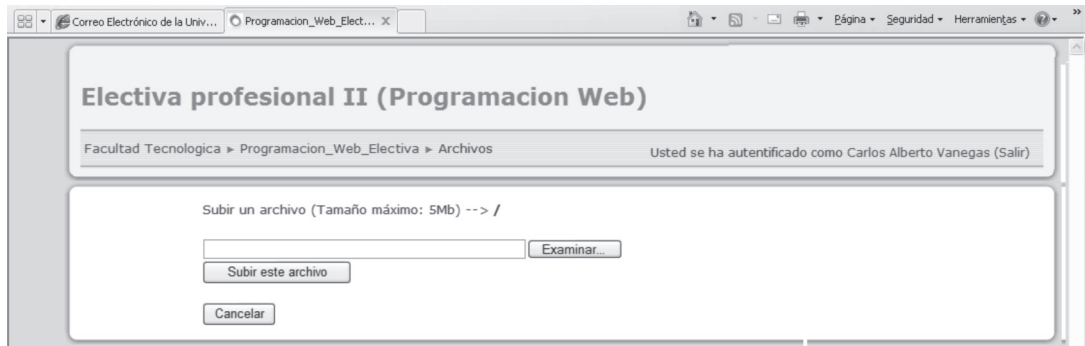 Correo Electrónico de la Univ...
Programacion_Web_Elect... X
Página
Seguridad
Herramientas
»
Electiva profesional II (Programacion Web)
Facultad Tecnologica ► Programacion_Web_Electiva ► Archivos
Usted se ha autentificado como Carlos Alberto Vanegas (Salir)
Subir un archivo (Tamaño máximo: 5Mb) --> /
Examinar...
Subir este archivo
Cancelar